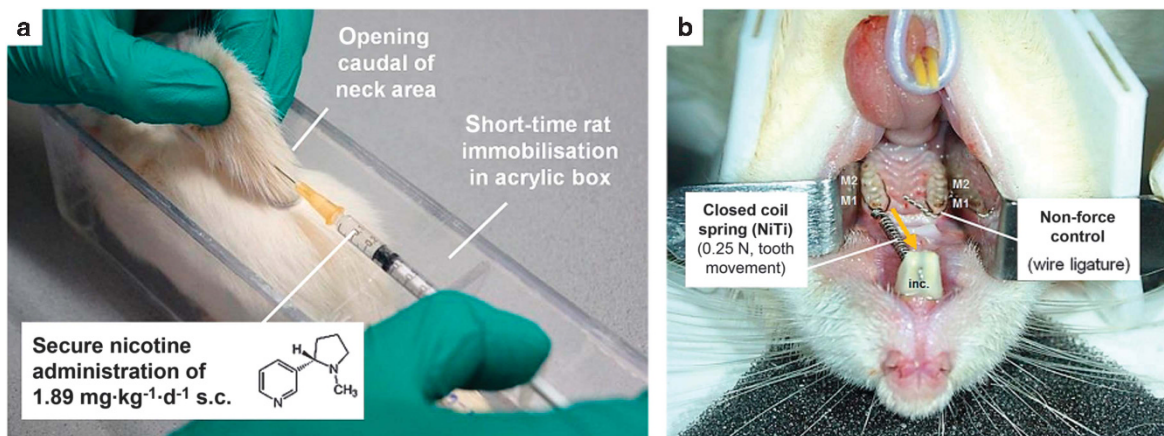 a
Opening
caudal of
neck area
Short-time rat
immobilisation
in acrylic box
Secure nicotine
administration of
1.89 mg·kg⁻¹·d⁻¹ s.c.
H
N
CH₃
N
b
M2
M1
M2
M1
Closed coil
spring (NiTi)
(0.25 N, tooth
movement)
Non-force
control
(wire ligature)
inc.